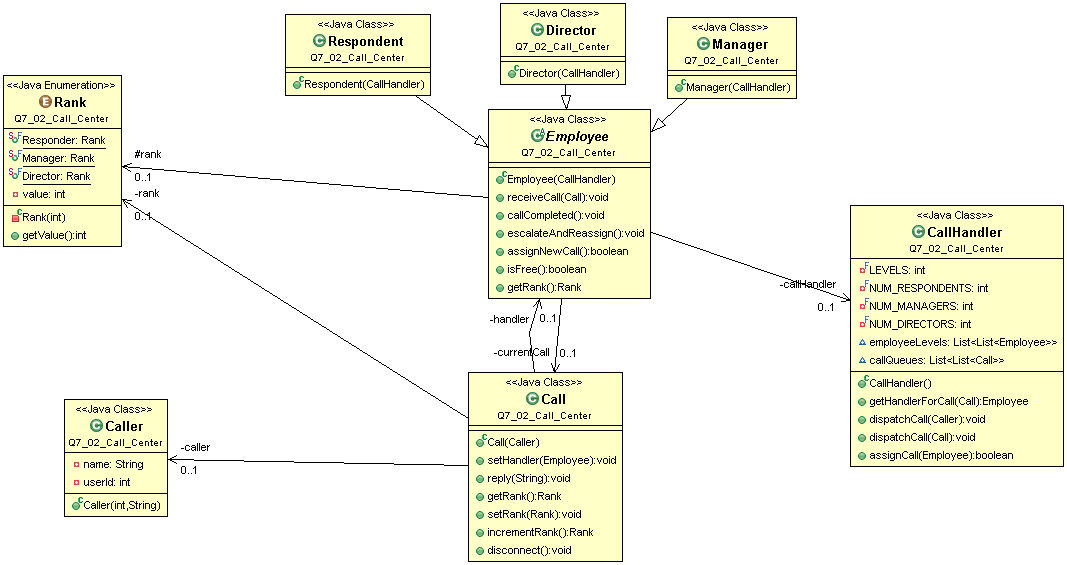 <<Java Class>>
Respondent
Q7_02_Call_Center
Respondent(CallHandler)
<<Java Class>>
Director
Q7_02_Call_Center
Director(CallHandler)
<<Java Class>>
Manager
Q7_02_Call_Center
Manager(CallHandler)
<<Java Enumeration>>
Rank
Q7_02_Call_Center
Responder: Rank
Manager: Rank
Director: Rank
value: int
Rank(int)
getValue():int
#rank
0..1
-rank
0..1
<<Java Class>>
Employee
Q7_02_Call_Center
Employee(CallHandler)
receiveCall(Call):void
callCompleted():void
escalateAndReassign():void
assignNewCall():boolean
isFree():boolean
getRank():Rank
-callHandler
0..1
<<Java Class>>
CallHandler
Q7_02_Call_Center
LEVELS: int
NUM_RESPONDENTS: int
NUM_MANAGERS: int
NUM_DIRECTORS: int
employeeLevels: List<List<Employee>>
callQueues: List<List<Call>>
CallHandler()
getHandlerForCall(Call):Employee
dispatchCall(Caller):void
dispatchCall(Call):void
assignCall(Employee):boolean
-handler
0..1
-currentCall
0..1
<<Java Class>>
Call
Q7_02_Call_Center
Call(Caller)
setHandler(Employee):void
reply(String):void
getRank():Rank
setRank(Rank):void
incrementRank():Rank
disconnect():void
-caller
0..1
<<Java Class>>
Caller
Q7_02_Call_Center
name: String
userId: int
Caller(int,String)